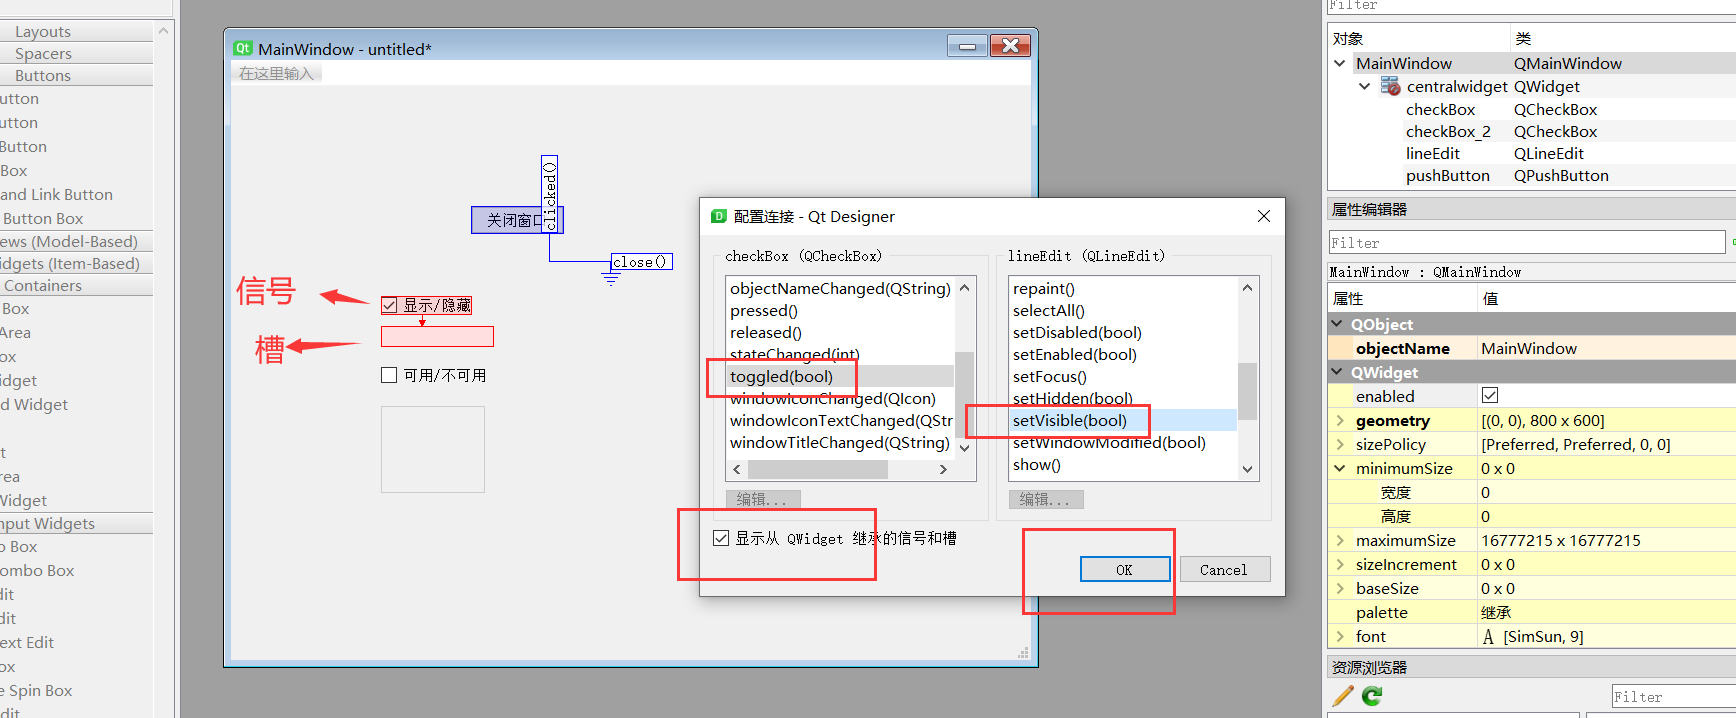 Layouts
Spacers
Buttons
utton
utton
Button
Box
and Link Button
Button Box
ews (Model-Based)
idgets (Item-Based)
Containers
Box
Area
ox
idget
d Widget
t
rea
Widget
nput Widgets
o Box
ombo Box
dit
dit
ext Edit
ox
e Spin Box
dit
MainWindow - untitled*
在这里输入
clicked()
关闭窗口
close()
信号
显示/隐藏
槽
可用/不可用
配置连接 - Qt Designer
checkBox (QCheckBox)
objectNameChanged(QString)
pressed()
released()
stateChanged(int)
toggled(bool)
windowIconChanged(QIcon)
windowIconTextChanged(QStr
windowTitleChanged(QString)
编辑...
lineEdit (QLineEdit)
repaint()
selectAll()
setDisabled(bool)
setEnabled(bool)
setFocus()
setHidden(bool)
setVisible(bool)
setWindowModified(bool)
show()
编辑...
显示从 QWidget 继承的信号和槽
OK
Cancel
Filter
对象 类
MainWindow QMainWindow
centralwidget QWidget
checkBox QCheckBox
checkBox_2 QCheckBox
lineEdit QLineEdit
pushButton QPushButton
属性编辑器
Filter
MainWindow : QMainWindow
属性 值
QObject
objectName MainWindow
QWidget
enabled
geometry [(0, 0), 800 x 600]
sizePolicy [Preferred, Preferred, 0, 0]
minimumSize 0 x 0
宽度 0
高度 0
maximumSize 16777215 x 16777215
sizeIncrement 0 x 0
baseSize 0 x 0
palette 继承
font A [SimSun, 9]
资源浏览器
Filter